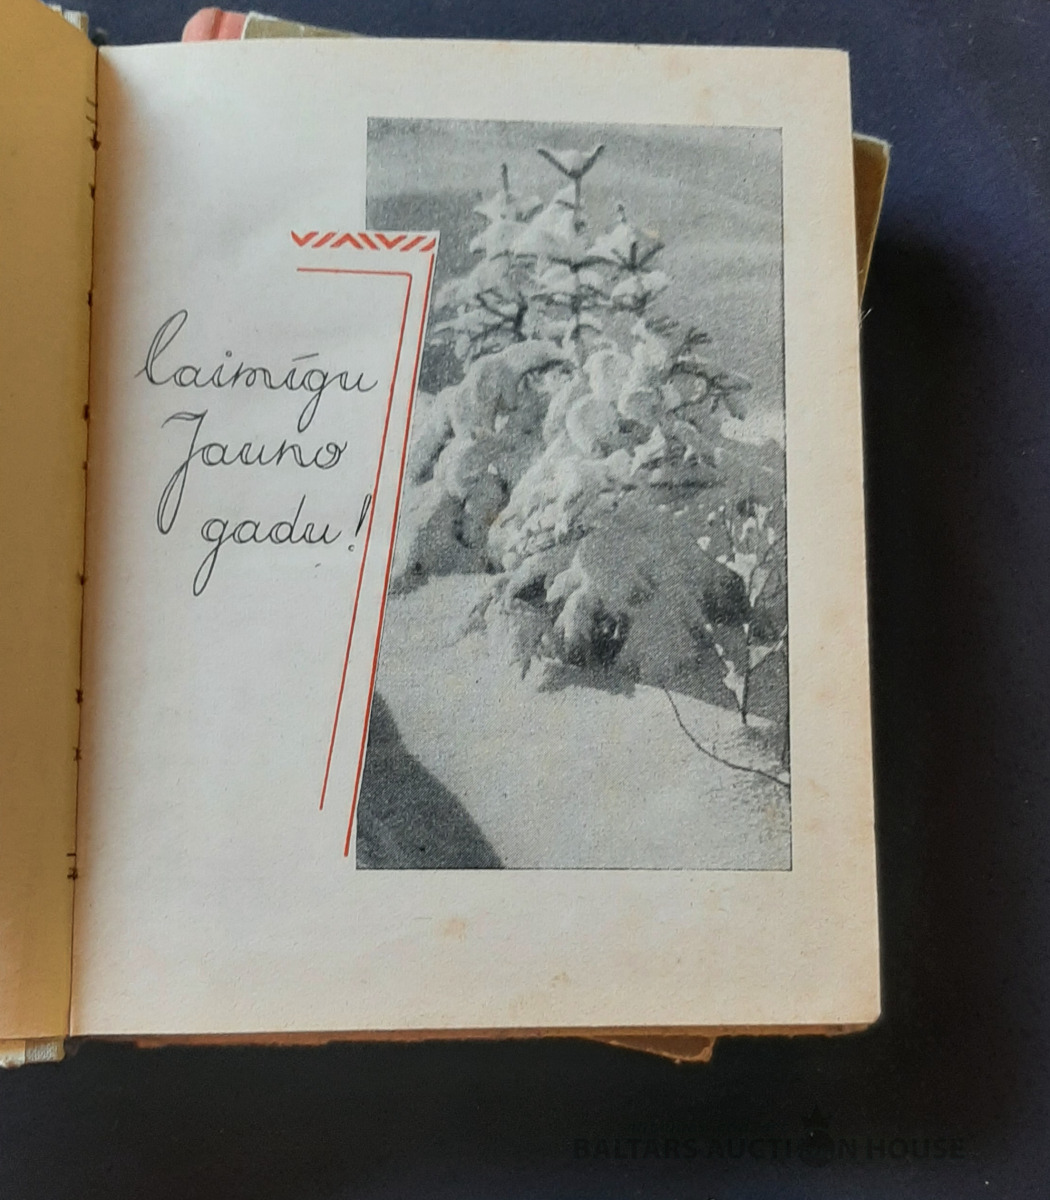 laimīgu
Jauno
gadu!
BALTARS AUCTION HOUSE